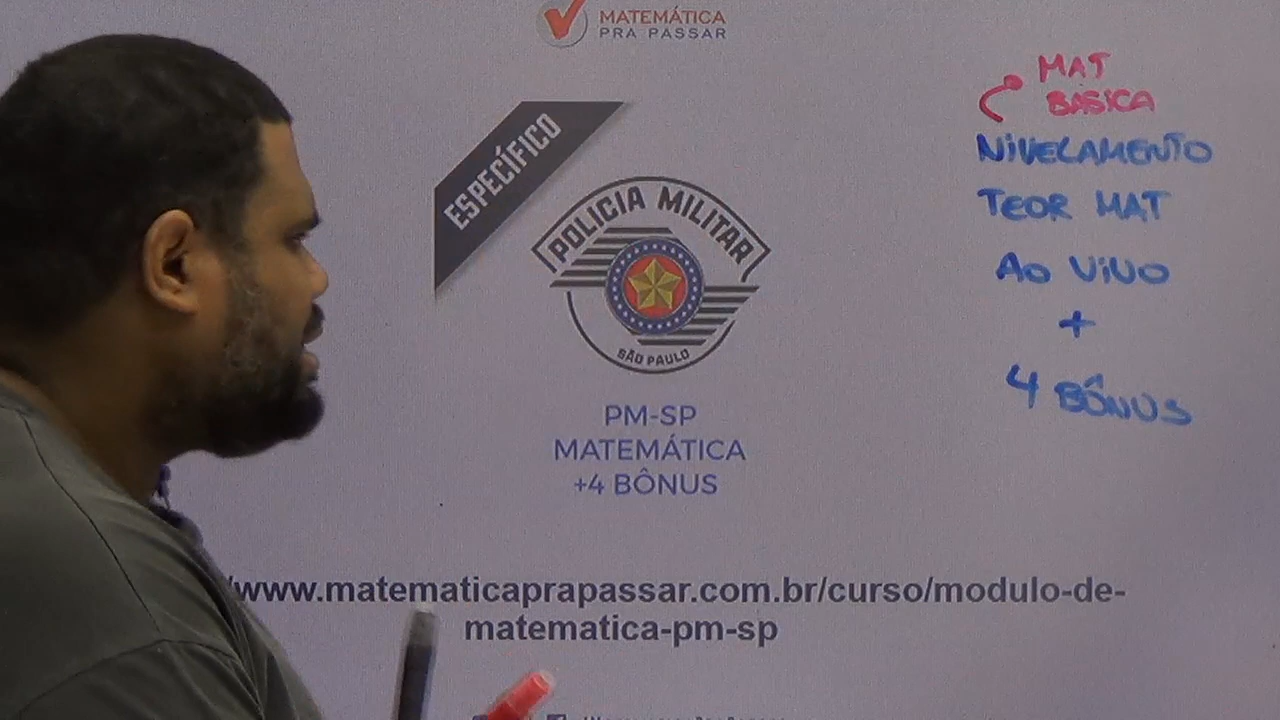 MATEMÁTICA
PRA PASSAR
MAT
BÁSICA
NIVELAMENTO
TEOR MAT
AO VIVO
+
4 BÔNUS
ESPECÍFICO
POLICIA MILITAR
SÃO PAULO
PM-SP
MATEMÁTICA
+4 BÔNUS
/www.matematicaprapassar.com.br/curso/modulo-de-
matematica-pm-sp